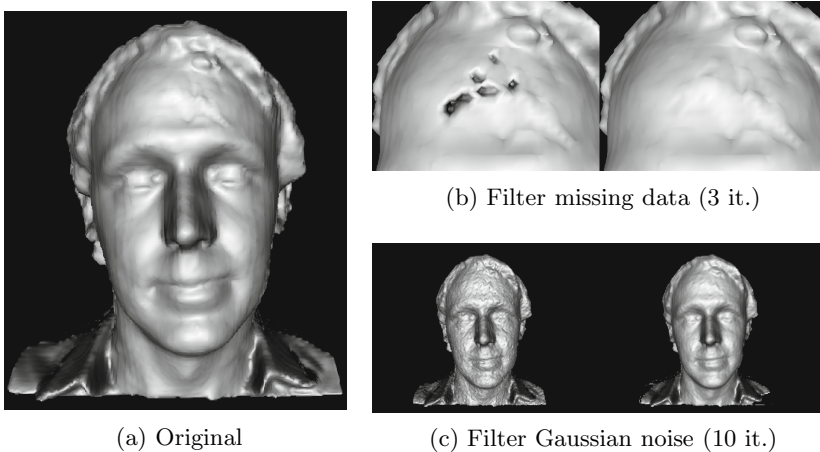 (a) Original
(b) Filter missing data (3 it.)
(c) Filter Gaussian noise (10 it.)